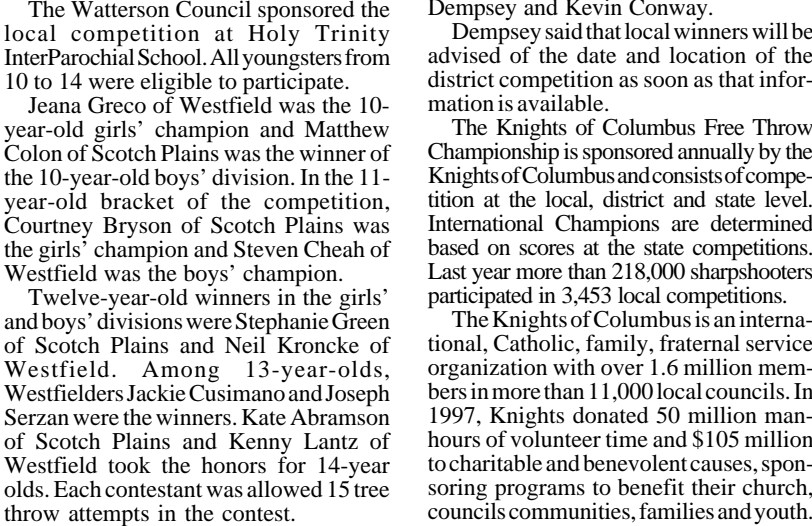 The Watterson Council sponsored the
local competition at Holy Trinity
InterParochial School. All youngsters from
10 to 14 were eligible to participate.
Jeana Greco of Westfield was the 10-
year-old girls' champion and Matthew
Colon of Scotch Plains was the winner of
the 10-year-old boys' division. In the 11-
year-old bracket of the competition,
Courtney Bryson of Scotch Plains was
the girls' champion and Steven Cheah of
Westfield was the boys' champion.
Twelve-year-old winners in the girls'
and boys' divisions were Stephanie Green
of Scotch Plains and Neil Kroncke of
Westfield. Among 13-year-olds,
Westfielders Jackie Cusimano and Joseph
Serzan were the winners. Kate Abramson
of Scotch Plains and Kenny Lantz of
Westfield took the honors for 14-year
olds. Each contestant was allowed 15 tree
throw attempts in the contest.
Dempsey and Kevin Conway.
Dempsey said that local winners will be
advised of the date and location of the
district competition as soon as that infor-
mation is available.
The Knights of Columbus Free Throw
Championship is sponsored annually by the
Knights of Columbus and consists of compe-
tition at the local, district and state level.
International Champions are determined
based on scores at the state competitions.
Last year more than 218,000 sharpshooters
participated in 3,453 local competitions.
The Knights of Columbus is an interna-
tional, Catholic, family, fraternal service
organization with over 1.6 million mem-
bers in more than 11,000 local councils. In
1997, Knights donated 50 million man-
hours of volunteer time and $105 million
to charitable and benevolent causes, spon-
soring programs to benefit their church,
councils communities, families and youth.